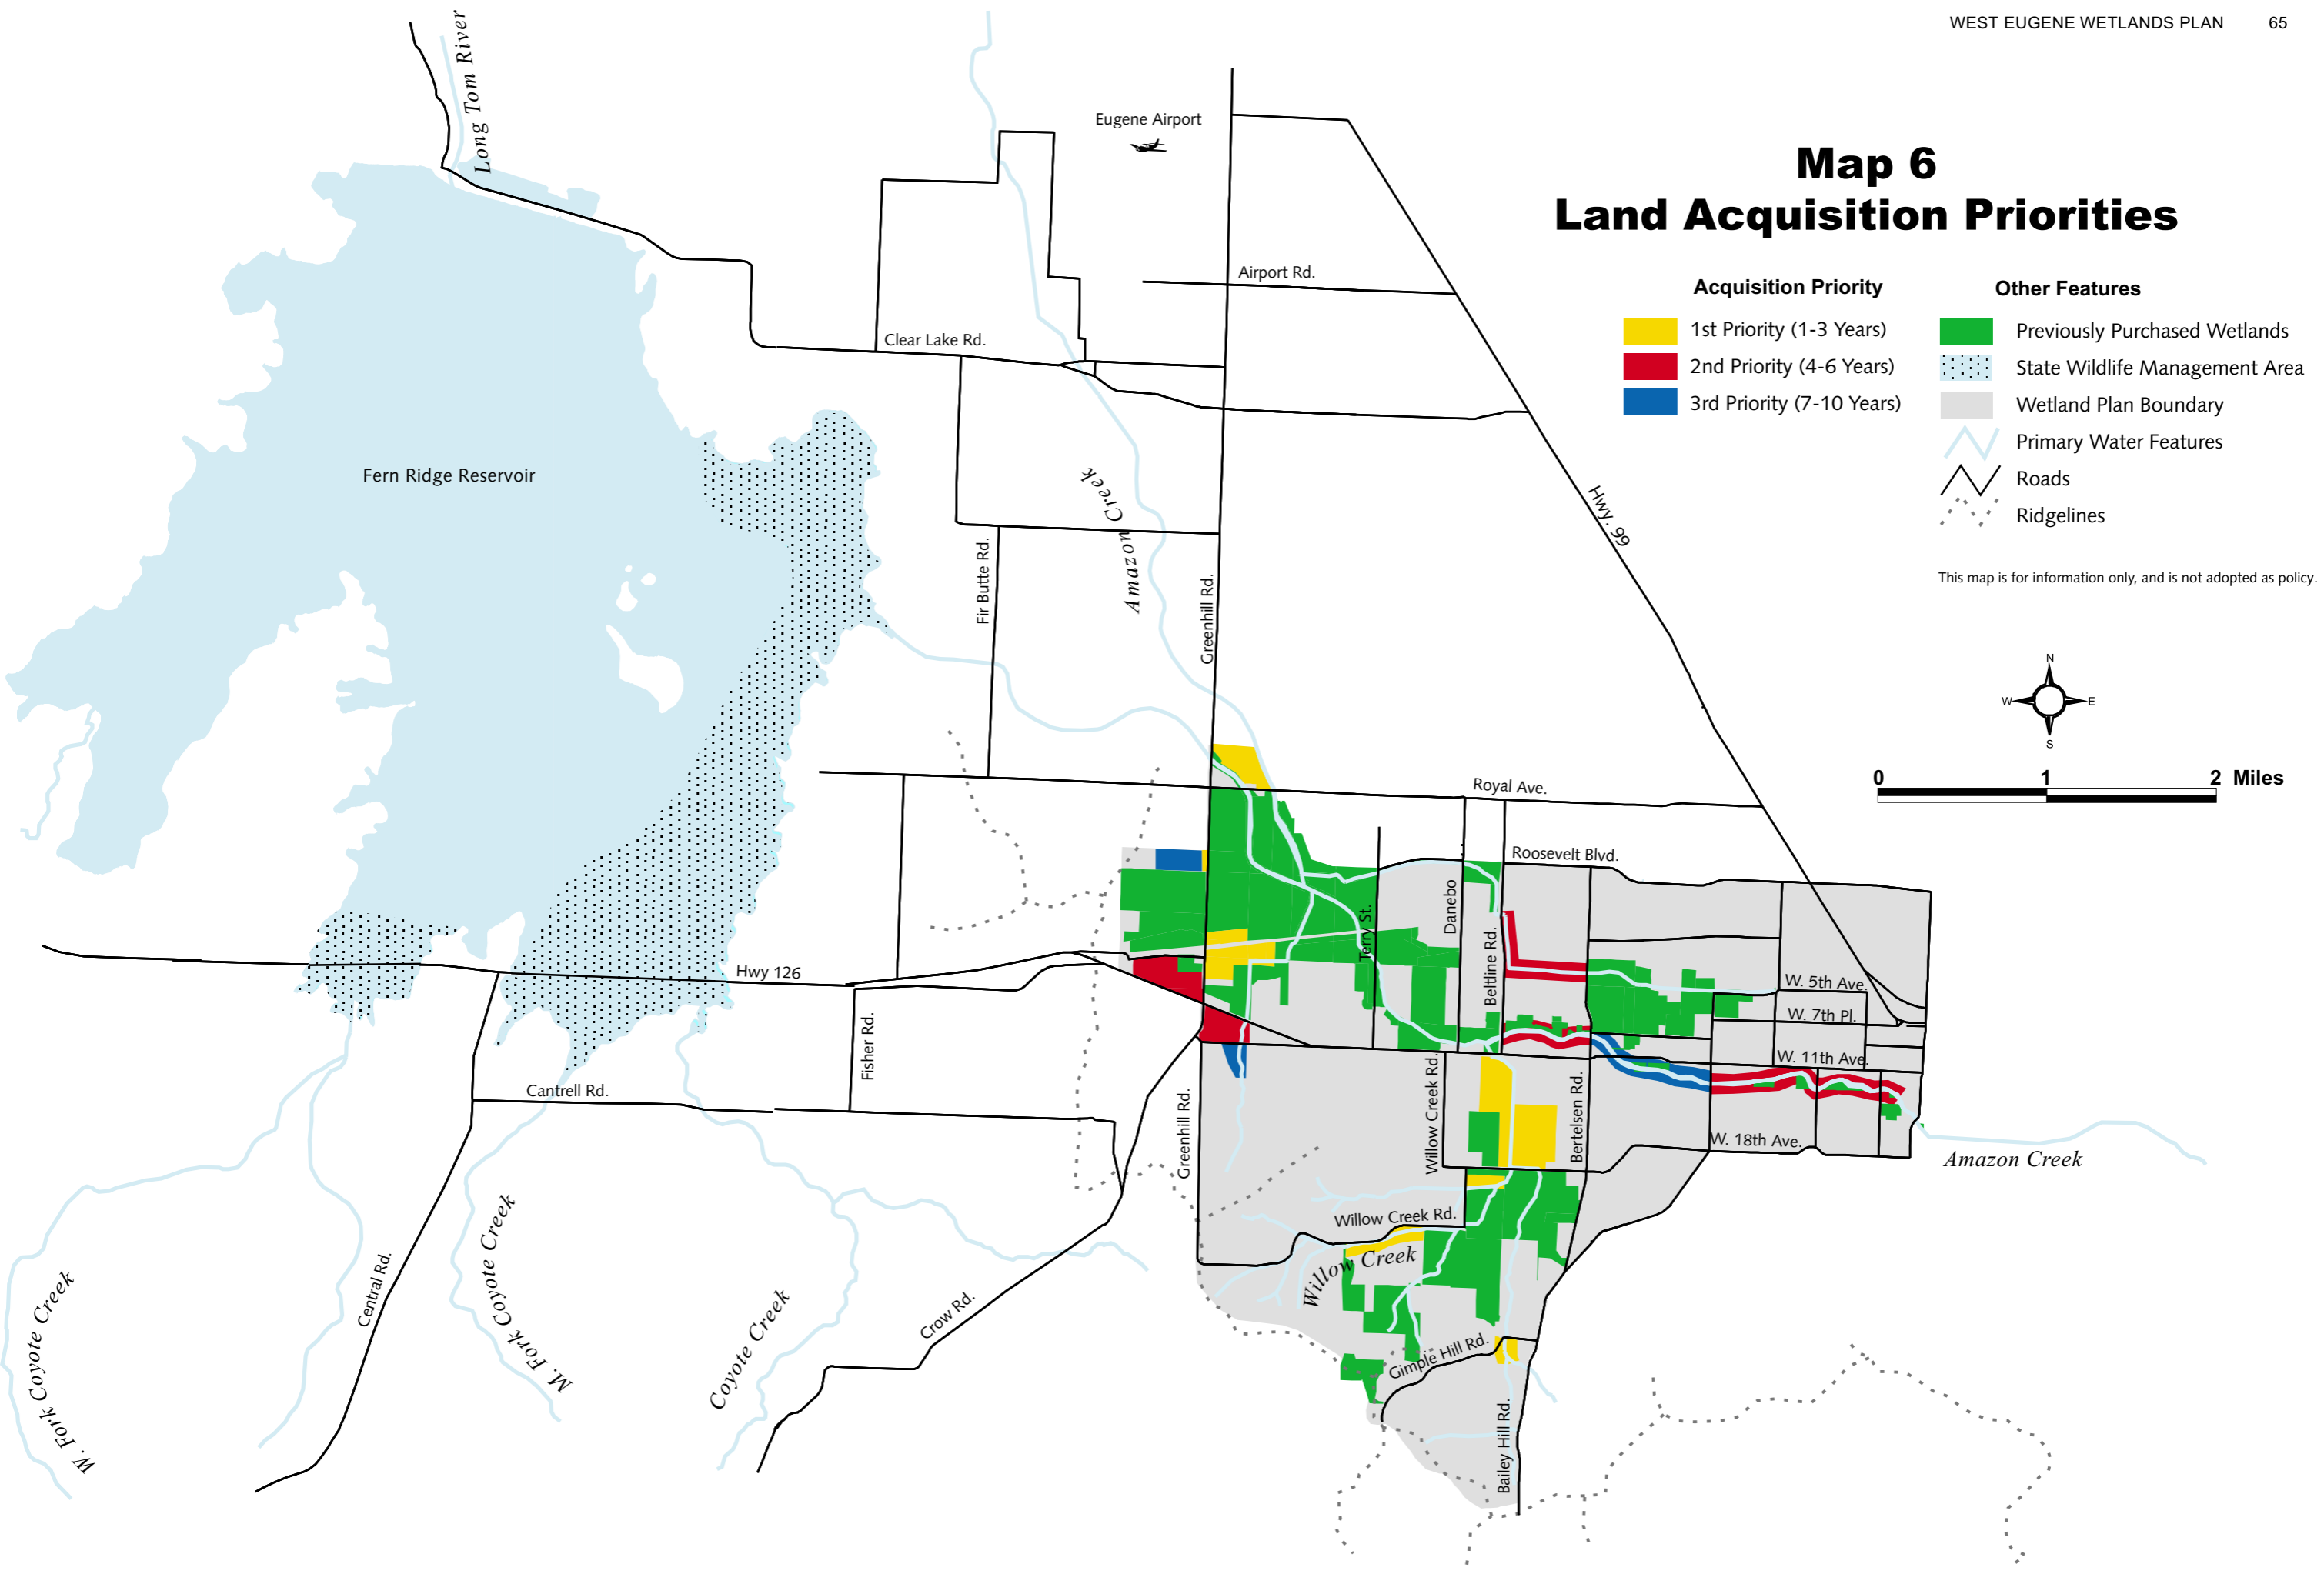 WEST EUGENE WETLANDS PLAN 65
Map 6
Land Acquisition Priorities
Acquisition Priority
1st Priority (1-3 Years)
2nd Priority (4-6 Years)
3rd Priority (7-10 Years)
Other Features
Previously Purchased Wetlands
State Wildlife Management Area
Wetland Plan Boundary
Primary Water Features
Roads
Ridgelines
This map is for information only, and is not adopted as policy.
N
W
E
S
0 1 2 Miles
Long Tom River
Eugene Airport
Airport Rd.
Clear Lake Rd.
Fern Ridge Reservoir
Amazon Creek
Hwy. 99
Fir Butte Rd.
Greenhill Rd.
Royal Ave.
Roosevelt Blvd.
Danebo
Terry St.
Beltline Rd.
Hwy 126
W. 5th Ave.
W. 7th Pl.
W. 11th Ave.
Fisher Rd.
Cantrell Rd.
Greenhill Rd.
Willow Creek Rd.
Bertelsen Rd.
W. 18th Ave.
Amazon Creek
Willow Creek Rd.
Willow Creek
Central Rd.
M. Fork Coyote Creek
W. Fork Coyote Creek
Coyote Creek
Crow Rd.
Gimple Hill Rd.
Bailey Hill Rd.